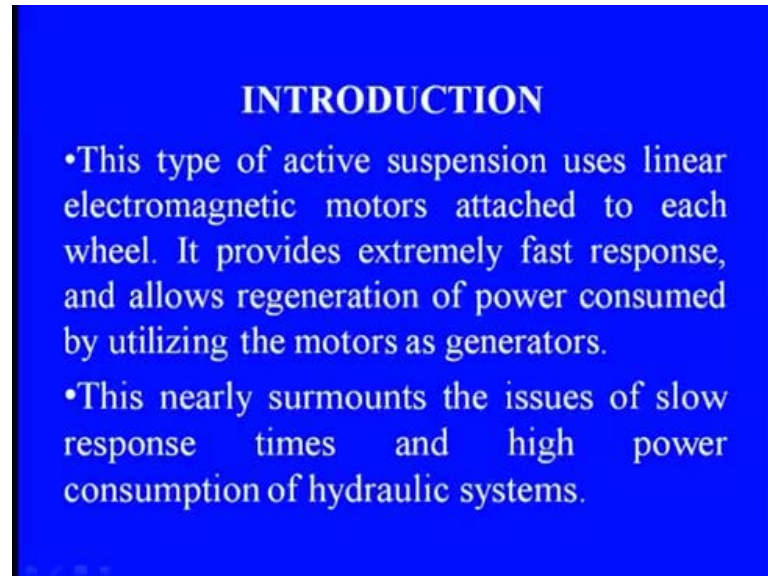 INTRODUCTION
•This type of active suspension uses linear
electromagnetic motors attached to each
wheel. It provides extremely fast response,
and allows regeneration of power consumed
by utilizing the motors as generators.
•This nearly surmounts the issues of slow
response times and high power
consumption of hydraulic systems.